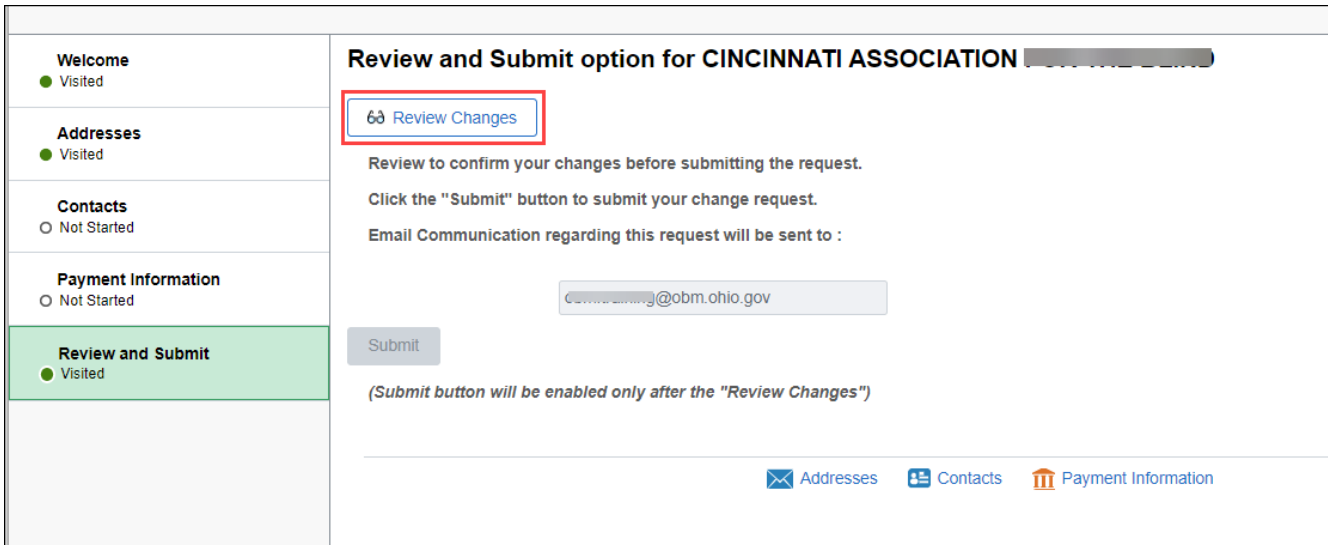 Welcome
Visited
Addresses
Visited
Contacts
Not Started
Payment Information
Not Started
Review and Submit
Visited
Review and Submit option for CINCINNATI ASSOCIATION
Review Changes
Review to confirm your changes before submitting the request.
Click the "Submit" button to submit your change request.
Email Communication regarding this request will be sent to :
@obm.ohio.gov
Submit
(Submit button will be enabled only after the "Review Changes")
Addresses Contacts Payment Information